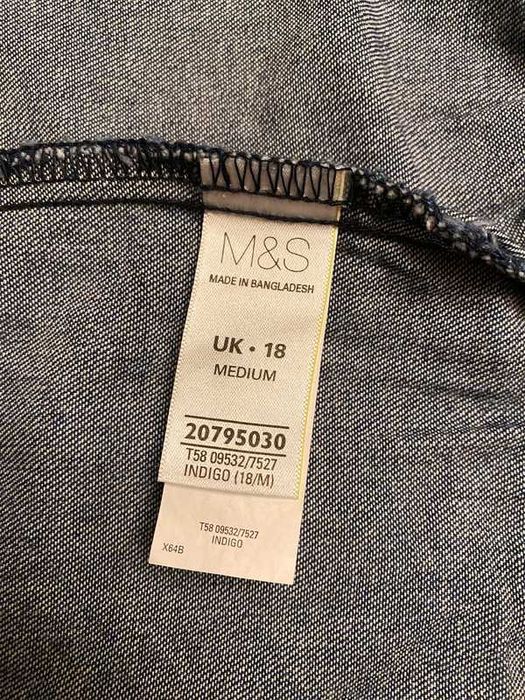 M&S
MADE IN BANGLADESH
UK • 18
MEDIUM
20795030
T58 09532/7527
INDIGO (18/M)
T58 09532/7527
INDIGO
X64B